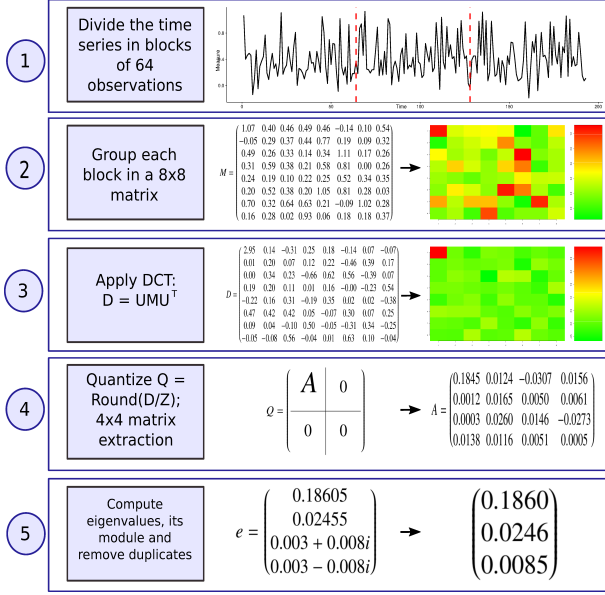 1
Divide the time
series in blocks
of 64
observations
Measure
0.8
0.4
0.0
0
50
100
150
200
Time
2
Group each
block in a 8x8
matrix
M =
1.07 0.40 0.46 0.49 0.46 −0.14 0.10 0.54
−0.05 0.29 0.37 0.44 0.77 0.19 0.09 0.32
0.49 0.26 0.33 0.14 0.34 1.11 0.17 0.26
0.31 0.59 0.38 0.21 0.58 0.81 0.00 0.26
0.24 0.19 0.10 0.22 0.25 0.52 0.34 0.35
0.20 0.52 0.38 0.20 1.05 0.81 0.28 0.03
0.70 0.32 0.64 0.63 0.21 −0.09 1.02 0.28
0.16 0.28 0.02 0.93 0.06 0.18 0.18 0.37
3
Apply DCT:
D = UMU^T
D =
2.95 0.14 −0.31 0.25 0.18 −0.14 0.07 −0.07
0.01 0.20 0.07 0.12 0.22 −0.46 0.39 0.17
0.00 0.34 0.23 −0.66 0.62 0.56 −0.39 0.07
0.19 0.20 0.11 0.01 0.16 −0.00 −0.23 0.54
−0.22 0.16 0.31 −0.19 0.35 0.02 0.02 −0.38
0.47 0.42 0.42 0.05 −0.07 0.30 0.07 0.25
0.09 0.04 −0.10 0.50 −0.05 −0.31 0.34 −0.25
−0.05 −0.08 0.56 −0.04 0.01 0.63 0.10 −0.04
4
Quantize Q =
Round(D/Z);
4x4 matrix
extraction
Q =
A 0
0 0
A =
0.1845 0.0124 −0.0307 0.0156
0.0012 0.0165 0.0050 0.0061
0.0003 0.0260 0.0146 −0.0273
0.0138 0.0116 0.0051 0.0005
5
Compute
eigenvalues, its
module and
remove duplicates
e =
0.18605
0.02455
0.003 + 0.008i
0.003 − 0.008i
0.1860
0.0246
0.0085